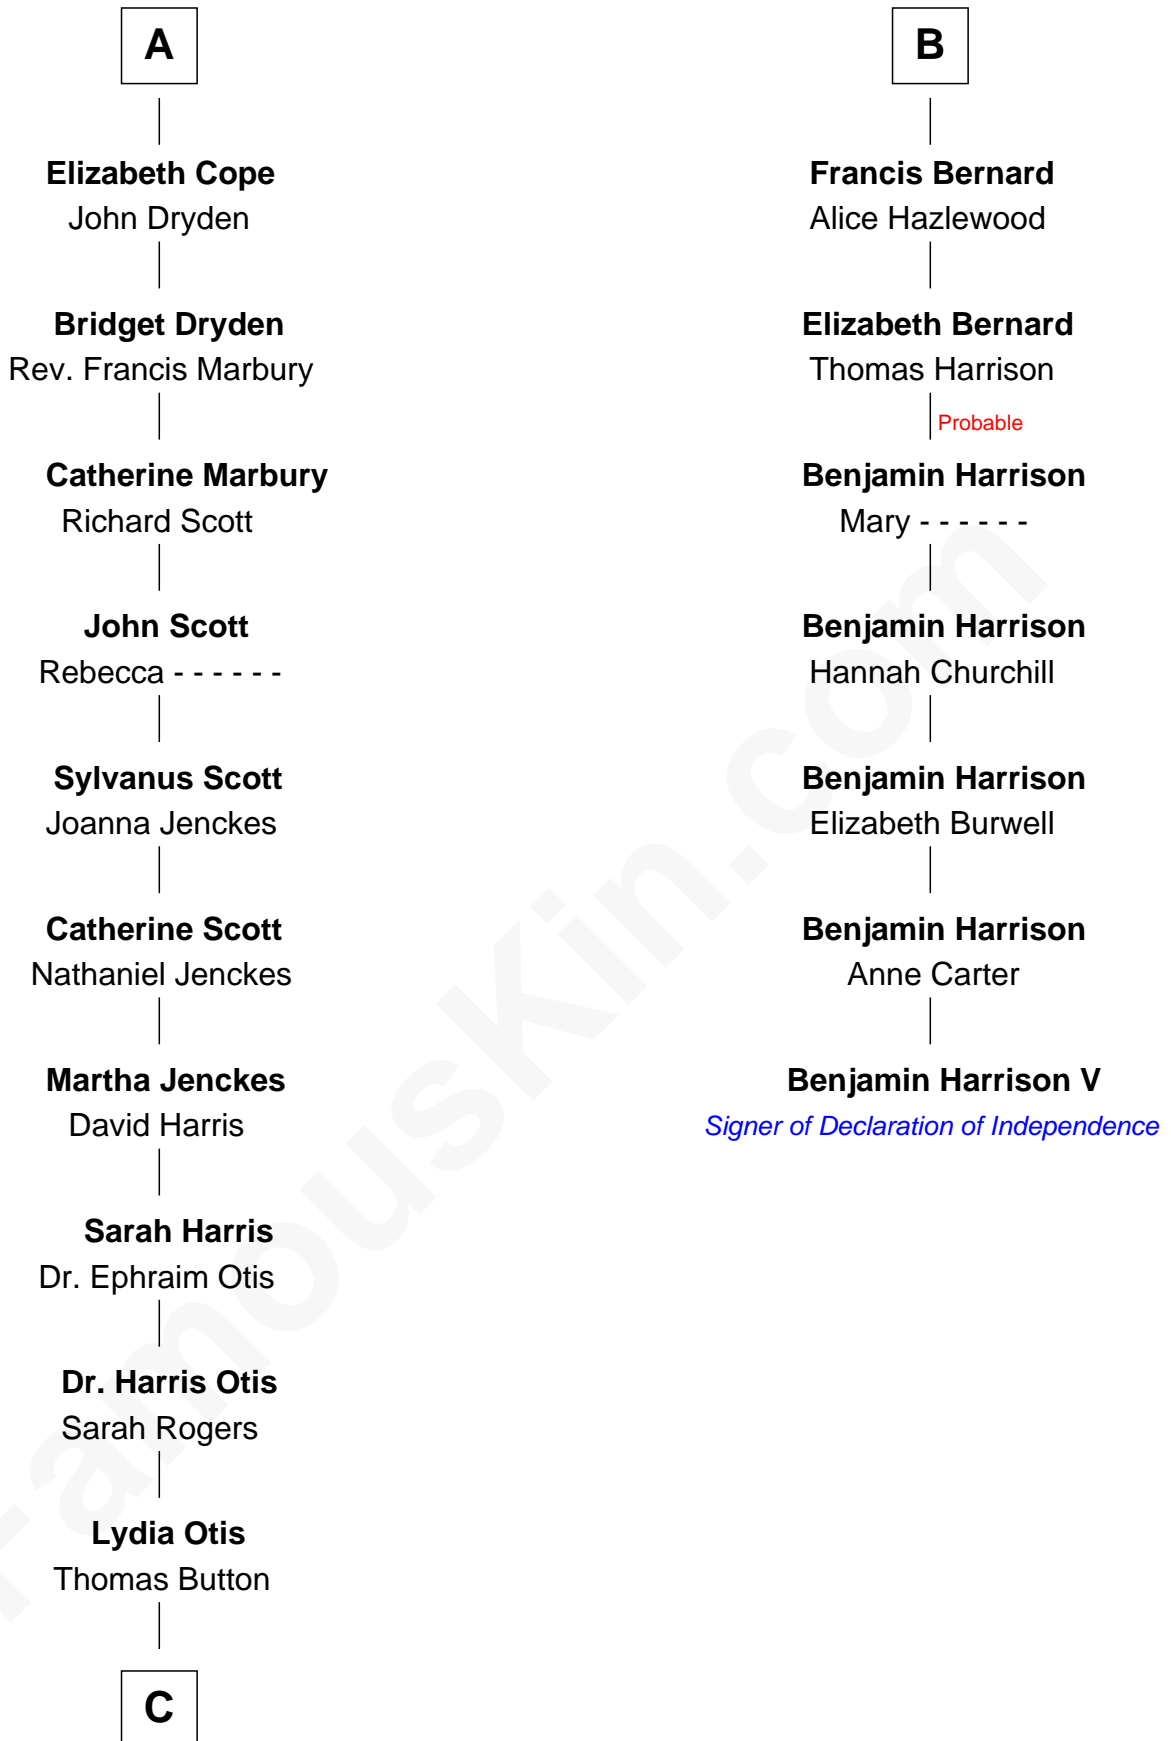 A
Elizabeth Cope
John Dryden
Bridget Dryden
Rev. Francis Marbury
Catherine Marbury
Richard Scott
John Scott
Rebecca - - - - - -
Sylvanus Scott
Joanna Jenckes
Catherine Scott
Nathaniel Jenckes
Martha Jenckes
David Harris
Sarah Harris
Dr. Ephraim Otis
Dr. Harris Otis
Sarah Rogers
Lydia Otis
Thomas Button
C
B
Francis Bernard
Alice Hazlewood
Elizabeth Bernard
Thomas Harrison
Probable
Benjamin Harrison
Mary - - - - - -
Benjamin Harrison
Hannah Churchill
Benjamin Harrison
Elizabeth Burwell
Benjamin Harrison
Anne Carter
Benjamin Harrison V
Signer of Declaration of Independence
FamousKin.com